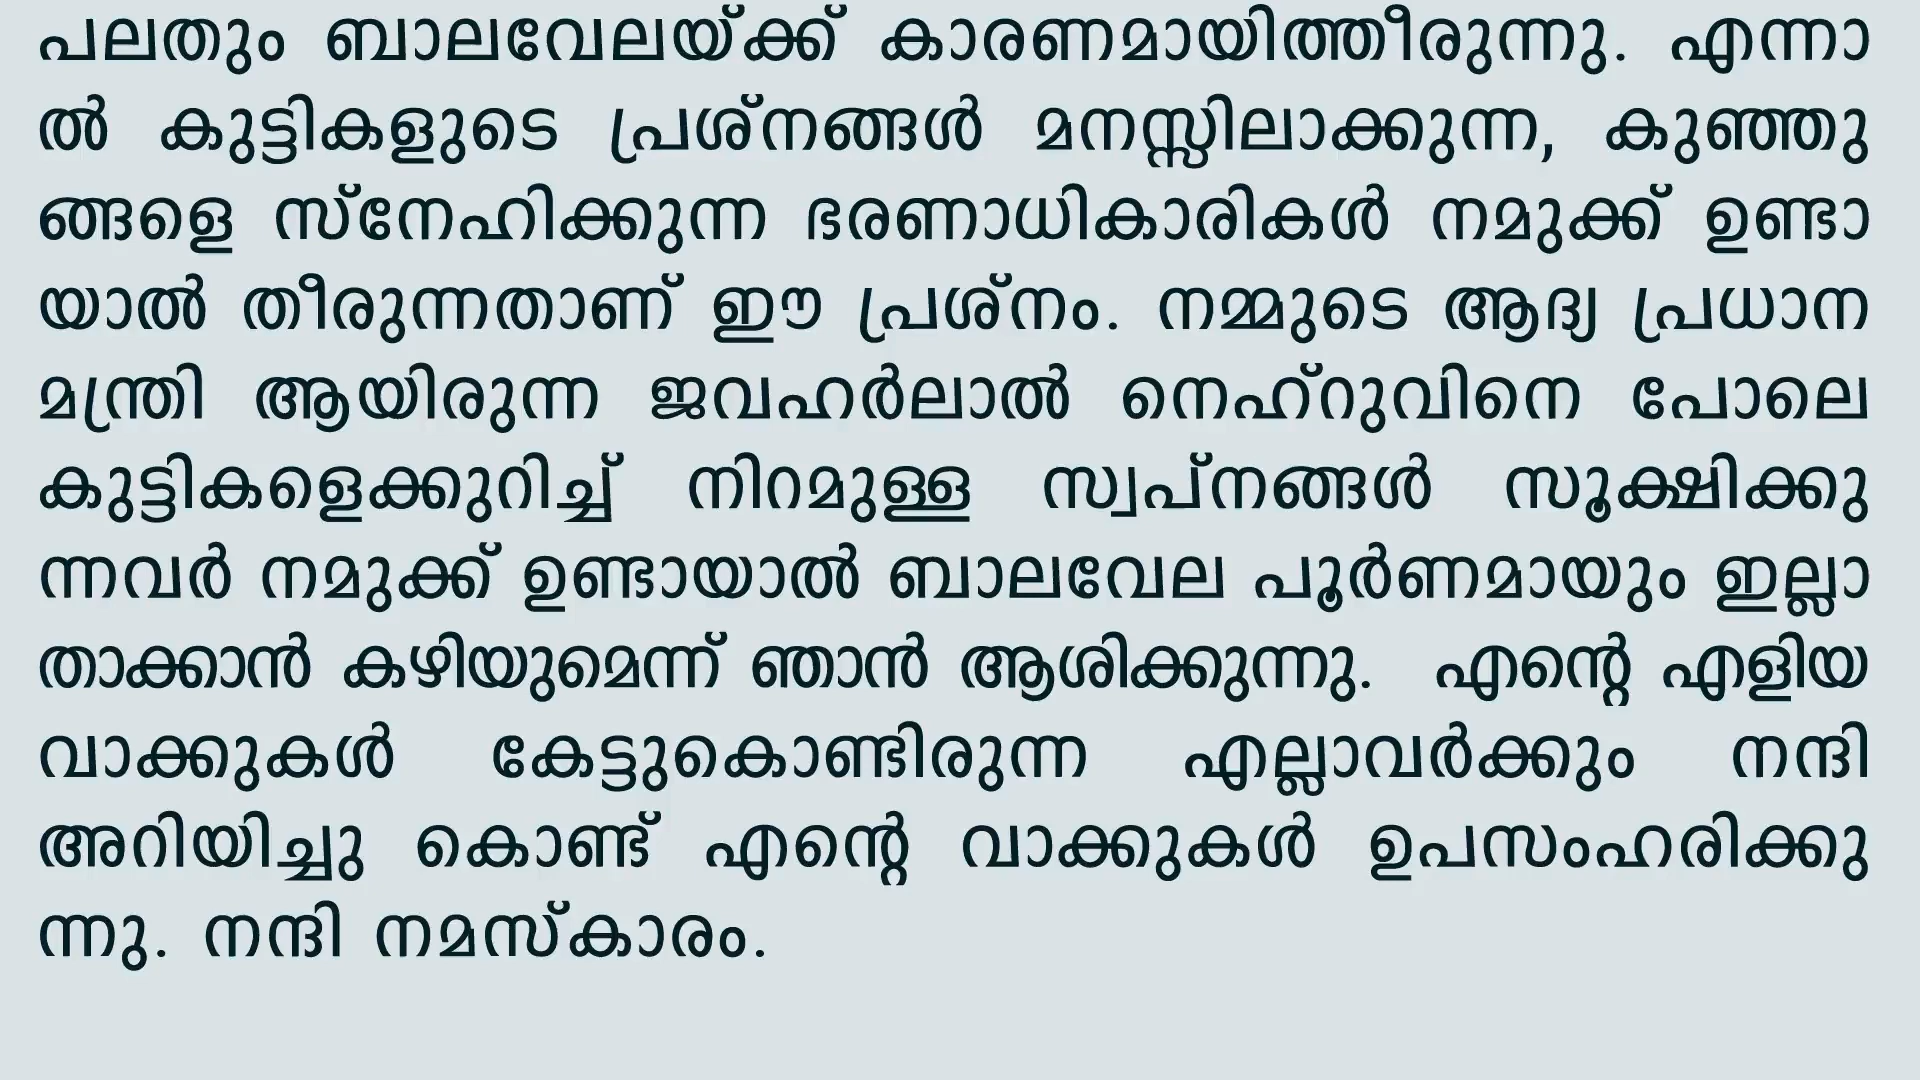 പലതും ബാലവേലയ്ക്ക് കാരണമായിത്തീരുന്നു. എന്നാ
ൽ കുട്ടികളുടെ പ്രശ്നങ്ങൾ മനസ്സിലാക്കുന്ന, കുഞ്ഞു
ങ്ങളെ സ്നേഹിക്കുന്ന ഭരണാധികാരികൾ നമുക്ക് ഉണ്ടാ
യാൽ തീരുന്നതാണ് ഈ പ്രശ്നം. നമ്മുടെ ആദ്യ പ്രധാന
മന്ത്രി ആയിരുന്ന ജവഹർലാൽ നെഹ്റുവിനെ പോലെ
കുട്ടികളെക്കുറിച്ച് നിറമുള്ള സ്വപ്നങ്ങൾ സൂക്ഷിക്കു
ന്നവർ നമുക്ക് ഉണ്ടായാൽ ബാലവേല പൂർണമായും ഇല്ലാ
താക്കാൻ കഴിയുമെന്ന് ഞാൻ ആശിക്കുന്നു. എന്റെ എളിയ
വാക്കുകൾ കേട്ടുകൊണ്ടിരുന്ന എല്ലാവർക്കും നന്ദി
അറിയിച്ചു കൊണ്ട് എന്റെ വാക്കുകൾ ഉപസംഹരിക്കു
ന്നു. നന്ദി നമസ്കാരം.